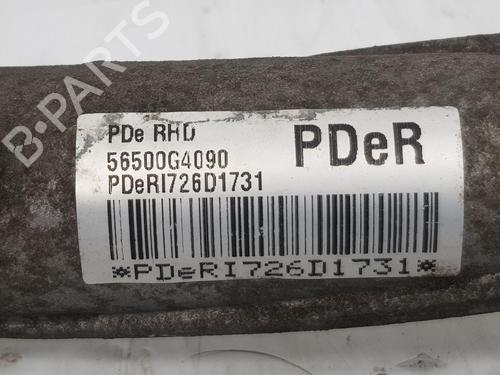 PDe RHD
56500G4090
PDeR
PDeRI726D1731
*PDeRI726D1731*
B-PARTS